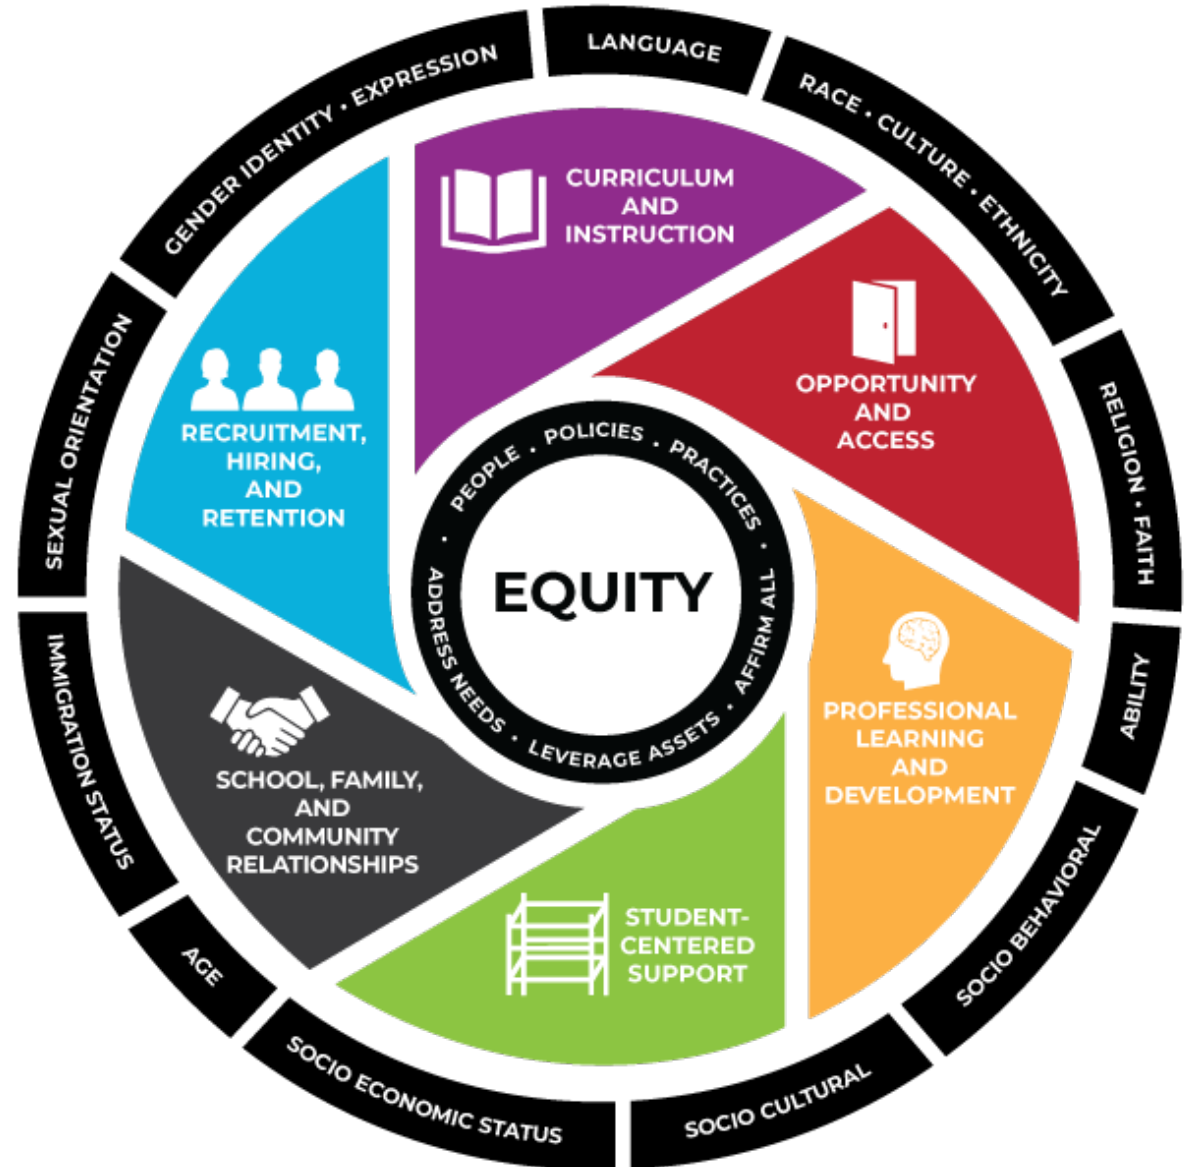 LANGUAGE
RACE • CULTURE • ETHNICITY
RELIGION • FAITH
ABILITY
SOCIO BEHAVIORAL
SOCIO CULTURAL
SOCIO ECONOMIC STATUS
AGE
IMMIGRATION STATUS
SEXUAL ORIENTATION
GENDER IDENTITY • EXPRESSION
CURRICULUM
AND
INSTRUCTION
OPPORTUNITY
AND
ACCESS
PROFESSIONAL
LEARNING
AND
DEVELOPMENT
STUDENT-
CENTERED
SUPPORT
SCHOOL, FAMILY,
AND
COMMUNITY
RELATIONSHIPS
RECRUITMENT,
HIRING,
AND
RETENTION
• PEOPLE • POLICIES • PRACTICES • AFFIRM ALL • LEVERAGE ASSETS • ADDRESS NEEDS
EQUITY